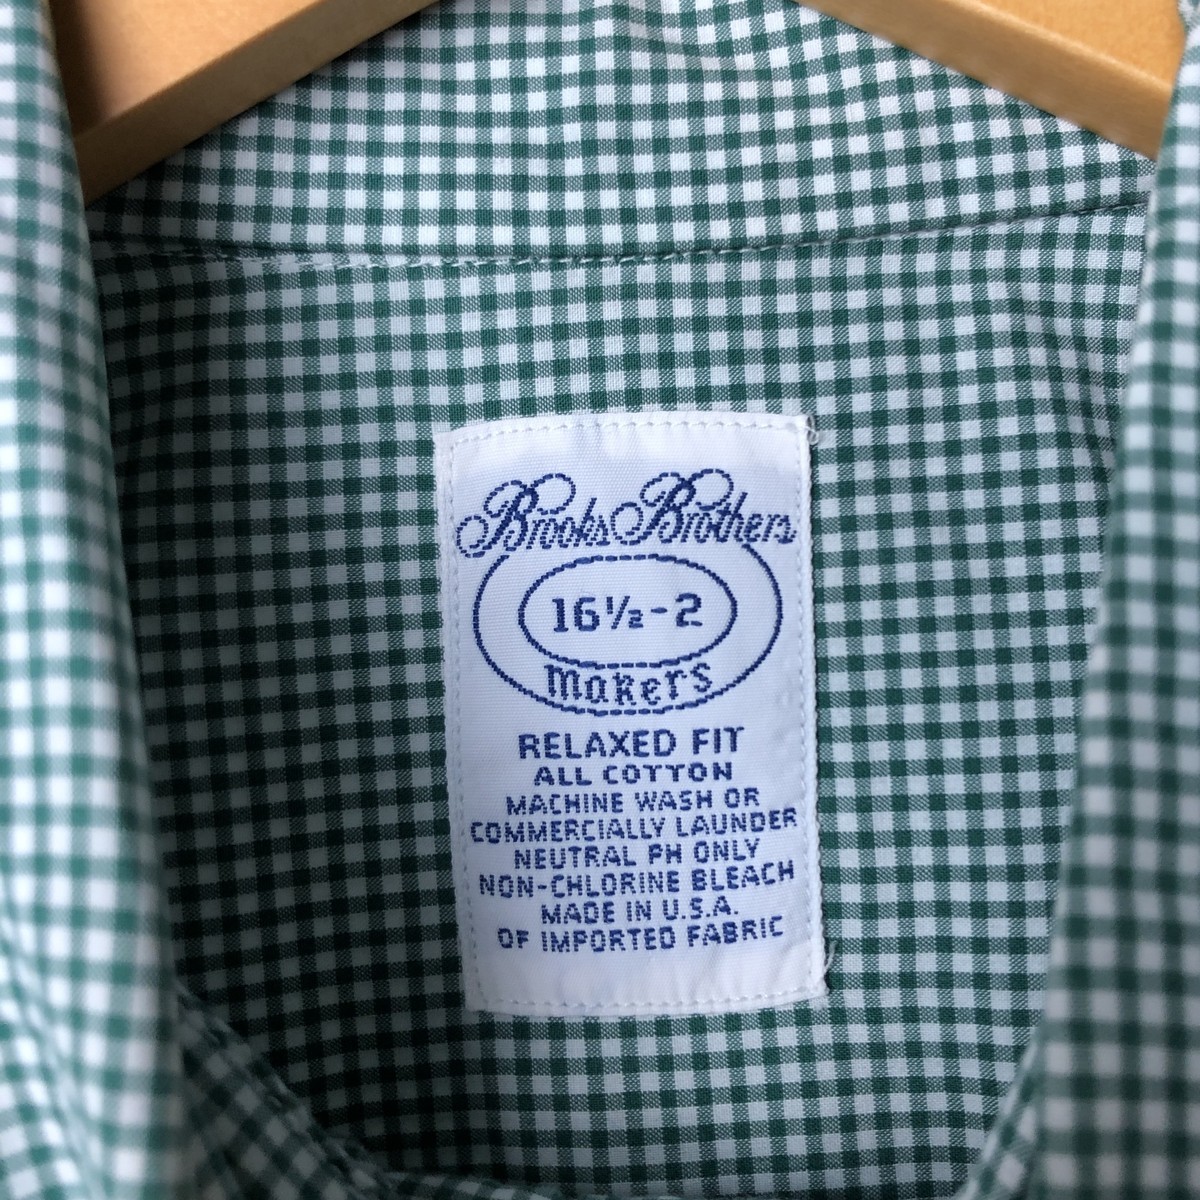 Brooks Brothers
16½-2
Makers
RELAXED FIT
ALL COTTON
MACHINE WASH OR
COMMERCIALLY LAUNDER
NEUTRAL PH ONLY
NON-CHLORINE BLEACH
MADE IN U.S.A.
OF IMPORTED FABRIC